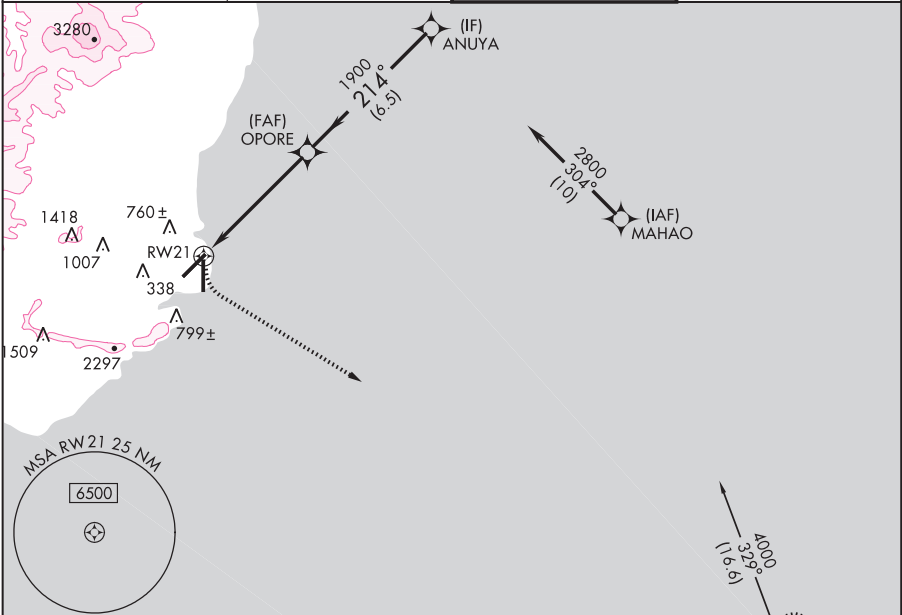 3280
(IF)
ANUYA
1900
214°
(6.5)
(FAF)
OPORE
2800
304°
(10)
(IAF)
MAHAO
1418
760±
1007
RW21
338
799±
1509
2297
MSA RW21 25 NM
6500
4000
329°
(16.6)